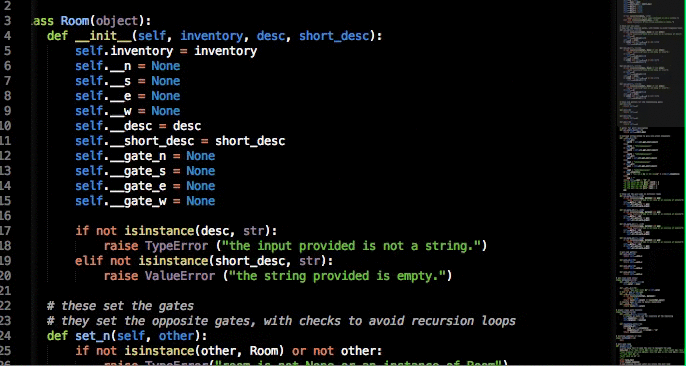 2
3 ass Room(object):
4 def __init__(self, inventory, desc, short_desc):
5 self.inventory = inventory
6 self.__n = None
7 self.__s = None
8 self.__e = None
9 self.__w = None
10 self.__desc = desc
11 self.__short_desc = short_desc
12 self.__gate_n = None
13 self.__gate_s = None
14 self.__gate_e = None
15 self.__gate_w = None
16
17 if not isinstance(desc, str):
18 raise TypeError ("the input provided is not a string.")
19 elif not isinstance(short_desc, str):
20 raise ValueError ("the string provided is empty.")
21
22 # these set the gates
23 # they set the opposite gates, with checks to avoid recursion loops
24 def set_n(self, other):
25 if not isinstance(other, Room) or not other:
26 raise TypeError("room is not None or an instance of Room")